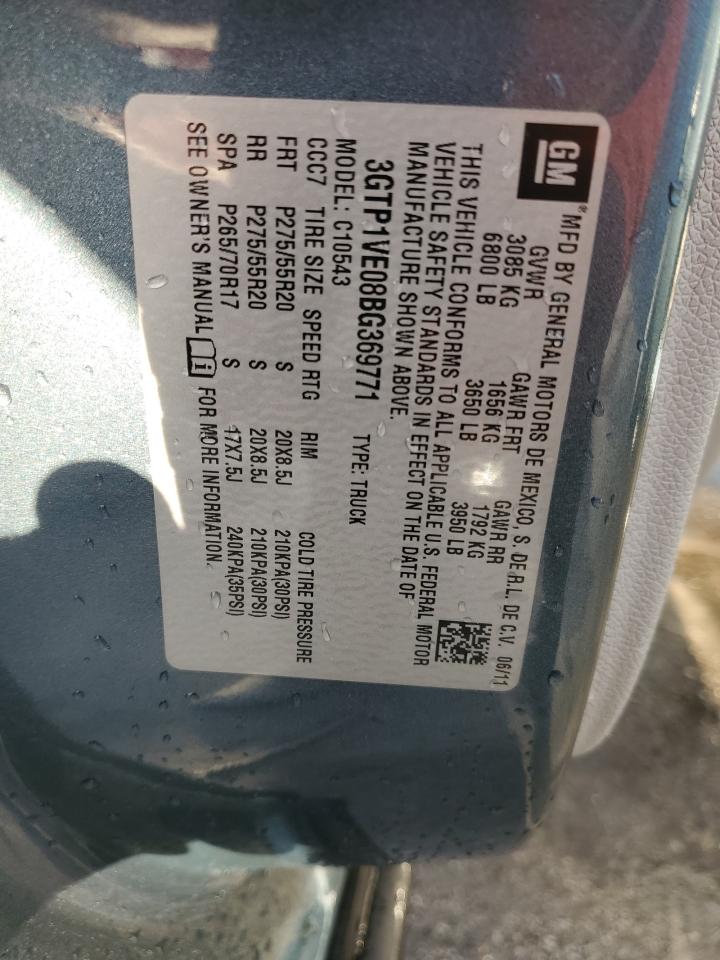 GM® MFD BY GENERAL MOTORS DE MEXICO, S. DE R.L. DE C.V. 06/11
GVWR GAWR FRT GAWR RR
3085 KG 1656 KG 1792 KG
6800 LB 3650 LB 3950 LB
THIS VEHICLE CONFORMS TO ALL APPLICABLE U.S. FEDERAL MOTOR
VEHICLE SAFETY STANDARDS IN EFFECT ON THE DATE OF
MANUFACTURE SHOWN ABOVE.
3GTP1VE08BG369771 TYPE: TRUCK
MODEL: C10543
CCC7 TIRE SIZE SPEED RTG RIM COLD TIRE PRESSURE
FRT P275/55R20 S 20X8.5J 210KPA(30PSI)
RR P275/55R20 S 20X8.5J 210KPA(30PSI)
SPA P265/70R17 S 17X7.5J 240KPA(35PSI)
SEE OWNER'S MANUAL FOR MORE INFORMATION.